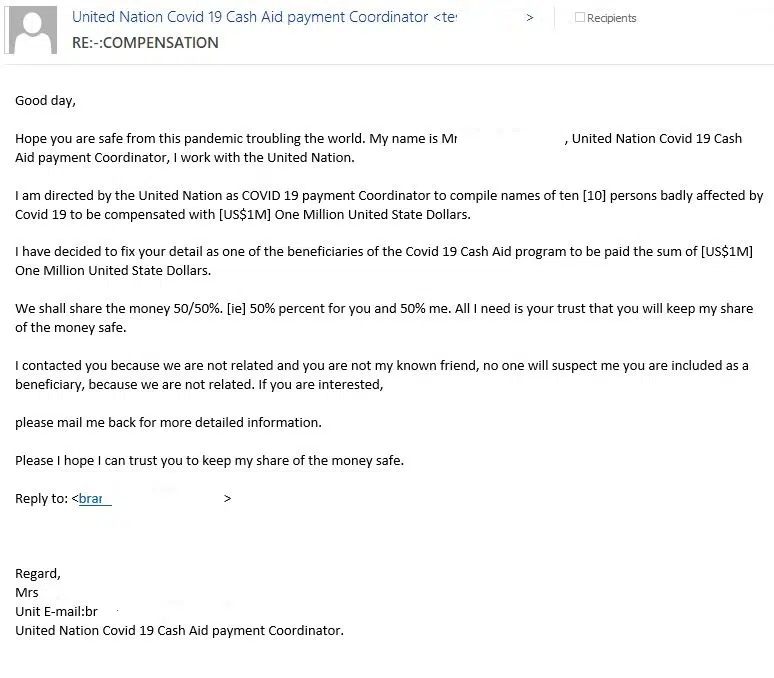 United Nation Covid 19 Cash Aid payment Coordinator <te >
Recipients
RE:-:COMPENSATION
Good day,
Hope you are safe from this pandemic troubling the world. My name is Mr , United Nation Covid 19 Cash
Aid payment Coordinator, I work with the United Nation.
I am directed by the United Nation as COVID 19 payment Coordinator to compile names of ten [10] persons badly affected by
Covid 19 to be compensated with [US$1M] One Million United State Dollars.
I have decided to fix your detail as one of the beneficiaries of the Covid 19 Cash Aid program to be paid the sum of [US$1M]
One Million United State Dollars.
We shall share the money 50/50%. [ie] 50% percent for you and 50% me. All I need is your trust that you will keep my share
of the money safe.
I contacted you because we are not related and you are not my known friend, no one will suspect me you are included as a
beneficiary, because we are not related. If you are interested,
please mail me back for more detailed information.
Please I hope I can trust you to keep my share of the money safe.
Reply to: <brar >
Regard,
Mrs
Unit E-mail:br
United Nation Covid 19 Cash Aid payment Coordinator.